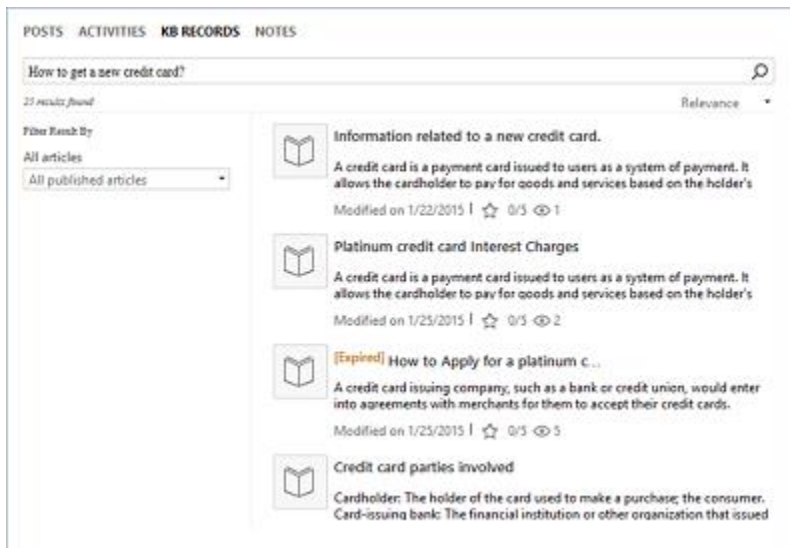 POSTS ACTIVITIES KB RECORDS NOTES
How to get a new credit card?
25 results found
Relevance
Filter Result By
All articles
All published articles
Information related to a new credit card.
A credit card is a payment card issued to users as a system of payment. It
allows the cardholder to pay for goods and services based on the holder's
Modified on 1/22/2015 | 0/5 1
Platinum credit card Interest Charges
A credit card is a payment card issued to users as a system of payment. It
allows the cardholder to pay for goods and services based on the holder's
Modified on 1/25/2015 | 0/5 2
[Expired] How to Apply for a platinum c...
A credit card issuing company, such as a bank or credit union, would enter
into agreements with merchants for them to accept their credit cards.
Modified on 1/25/2015 | 0/5 5
Credit card parties involved
Cardholder: The holder of the card used to make a purchase; the consumer.
Card-issuing bank: The financial institution or other organization that issued